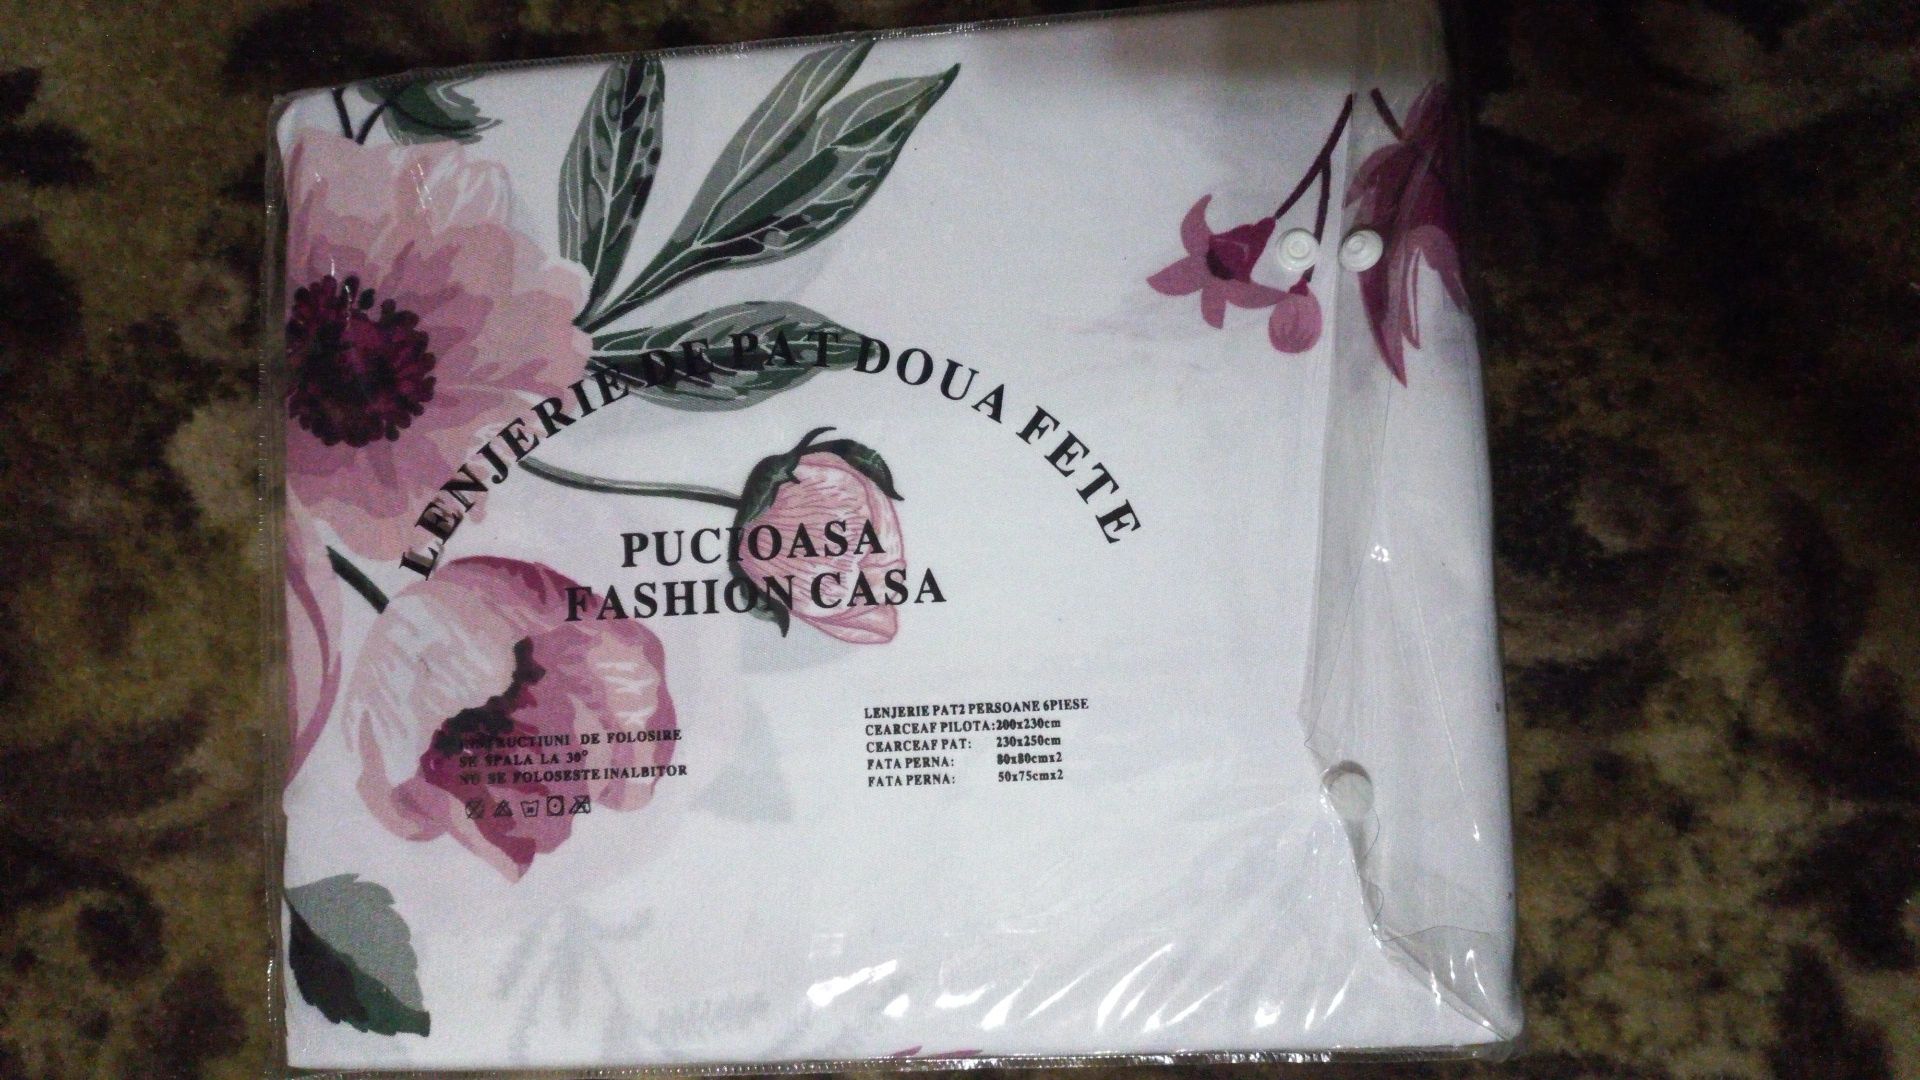 LENJERIE DE PAT DOUA FETE
PUCIOASA
FASHION CASA
INSTRUCTIUNI DE FOLOSIRE
SE SPALA LA 30°
NU SE FOLOSESTE INALBITOR
LENJERIE PAT2 PERSOANE 6PIESE
CEARCEAF PILOTA:200x230cm
CEARCEAF PAT: 230x250cm
FATA PERNA: 80x80cmx2
FATA PERNA: 50x75cmx2